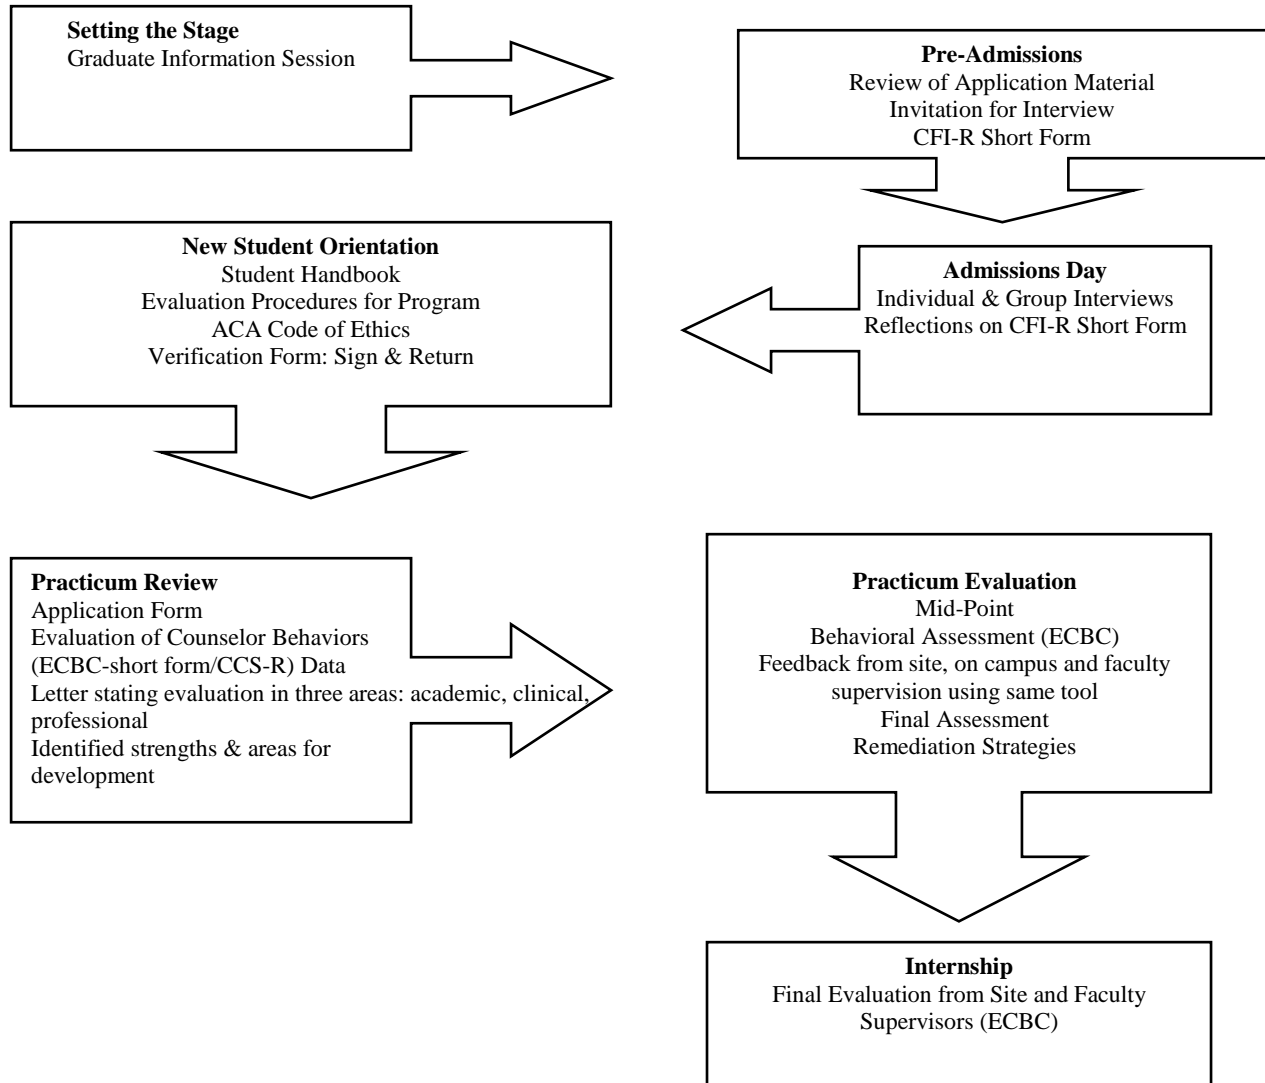 Setting the Stage
Graduate Information Session
Pre-Admissions
Review of Application Material
Invitation for Interview
CFI-R Short Form
Admissions Day
Individual & Group Interviews
Reflections on CFI-R Short Form
New Student Orientation
Student Handbook
Evaluation Procedures for Program
ACA Code of Ethics
Verification Form: Sign & Return
Practicum Review
Application Form
Evaluation of Counselor Behaviors
(ECBC-short form/CCS-R) Data
Letter stating evaluation in three areas: academic, clinical,
professional
Identified strengths & areas for
development
Practicum Evaluation
Mid-Point
Behavioral Assessment (ECBC)
Feedback from site, on campus and faculty
supervision using same tool
Final Assessment
Remediation Strategies
Internship
Final Evaluation from Site and Faculty
Supervisors (ECBC)